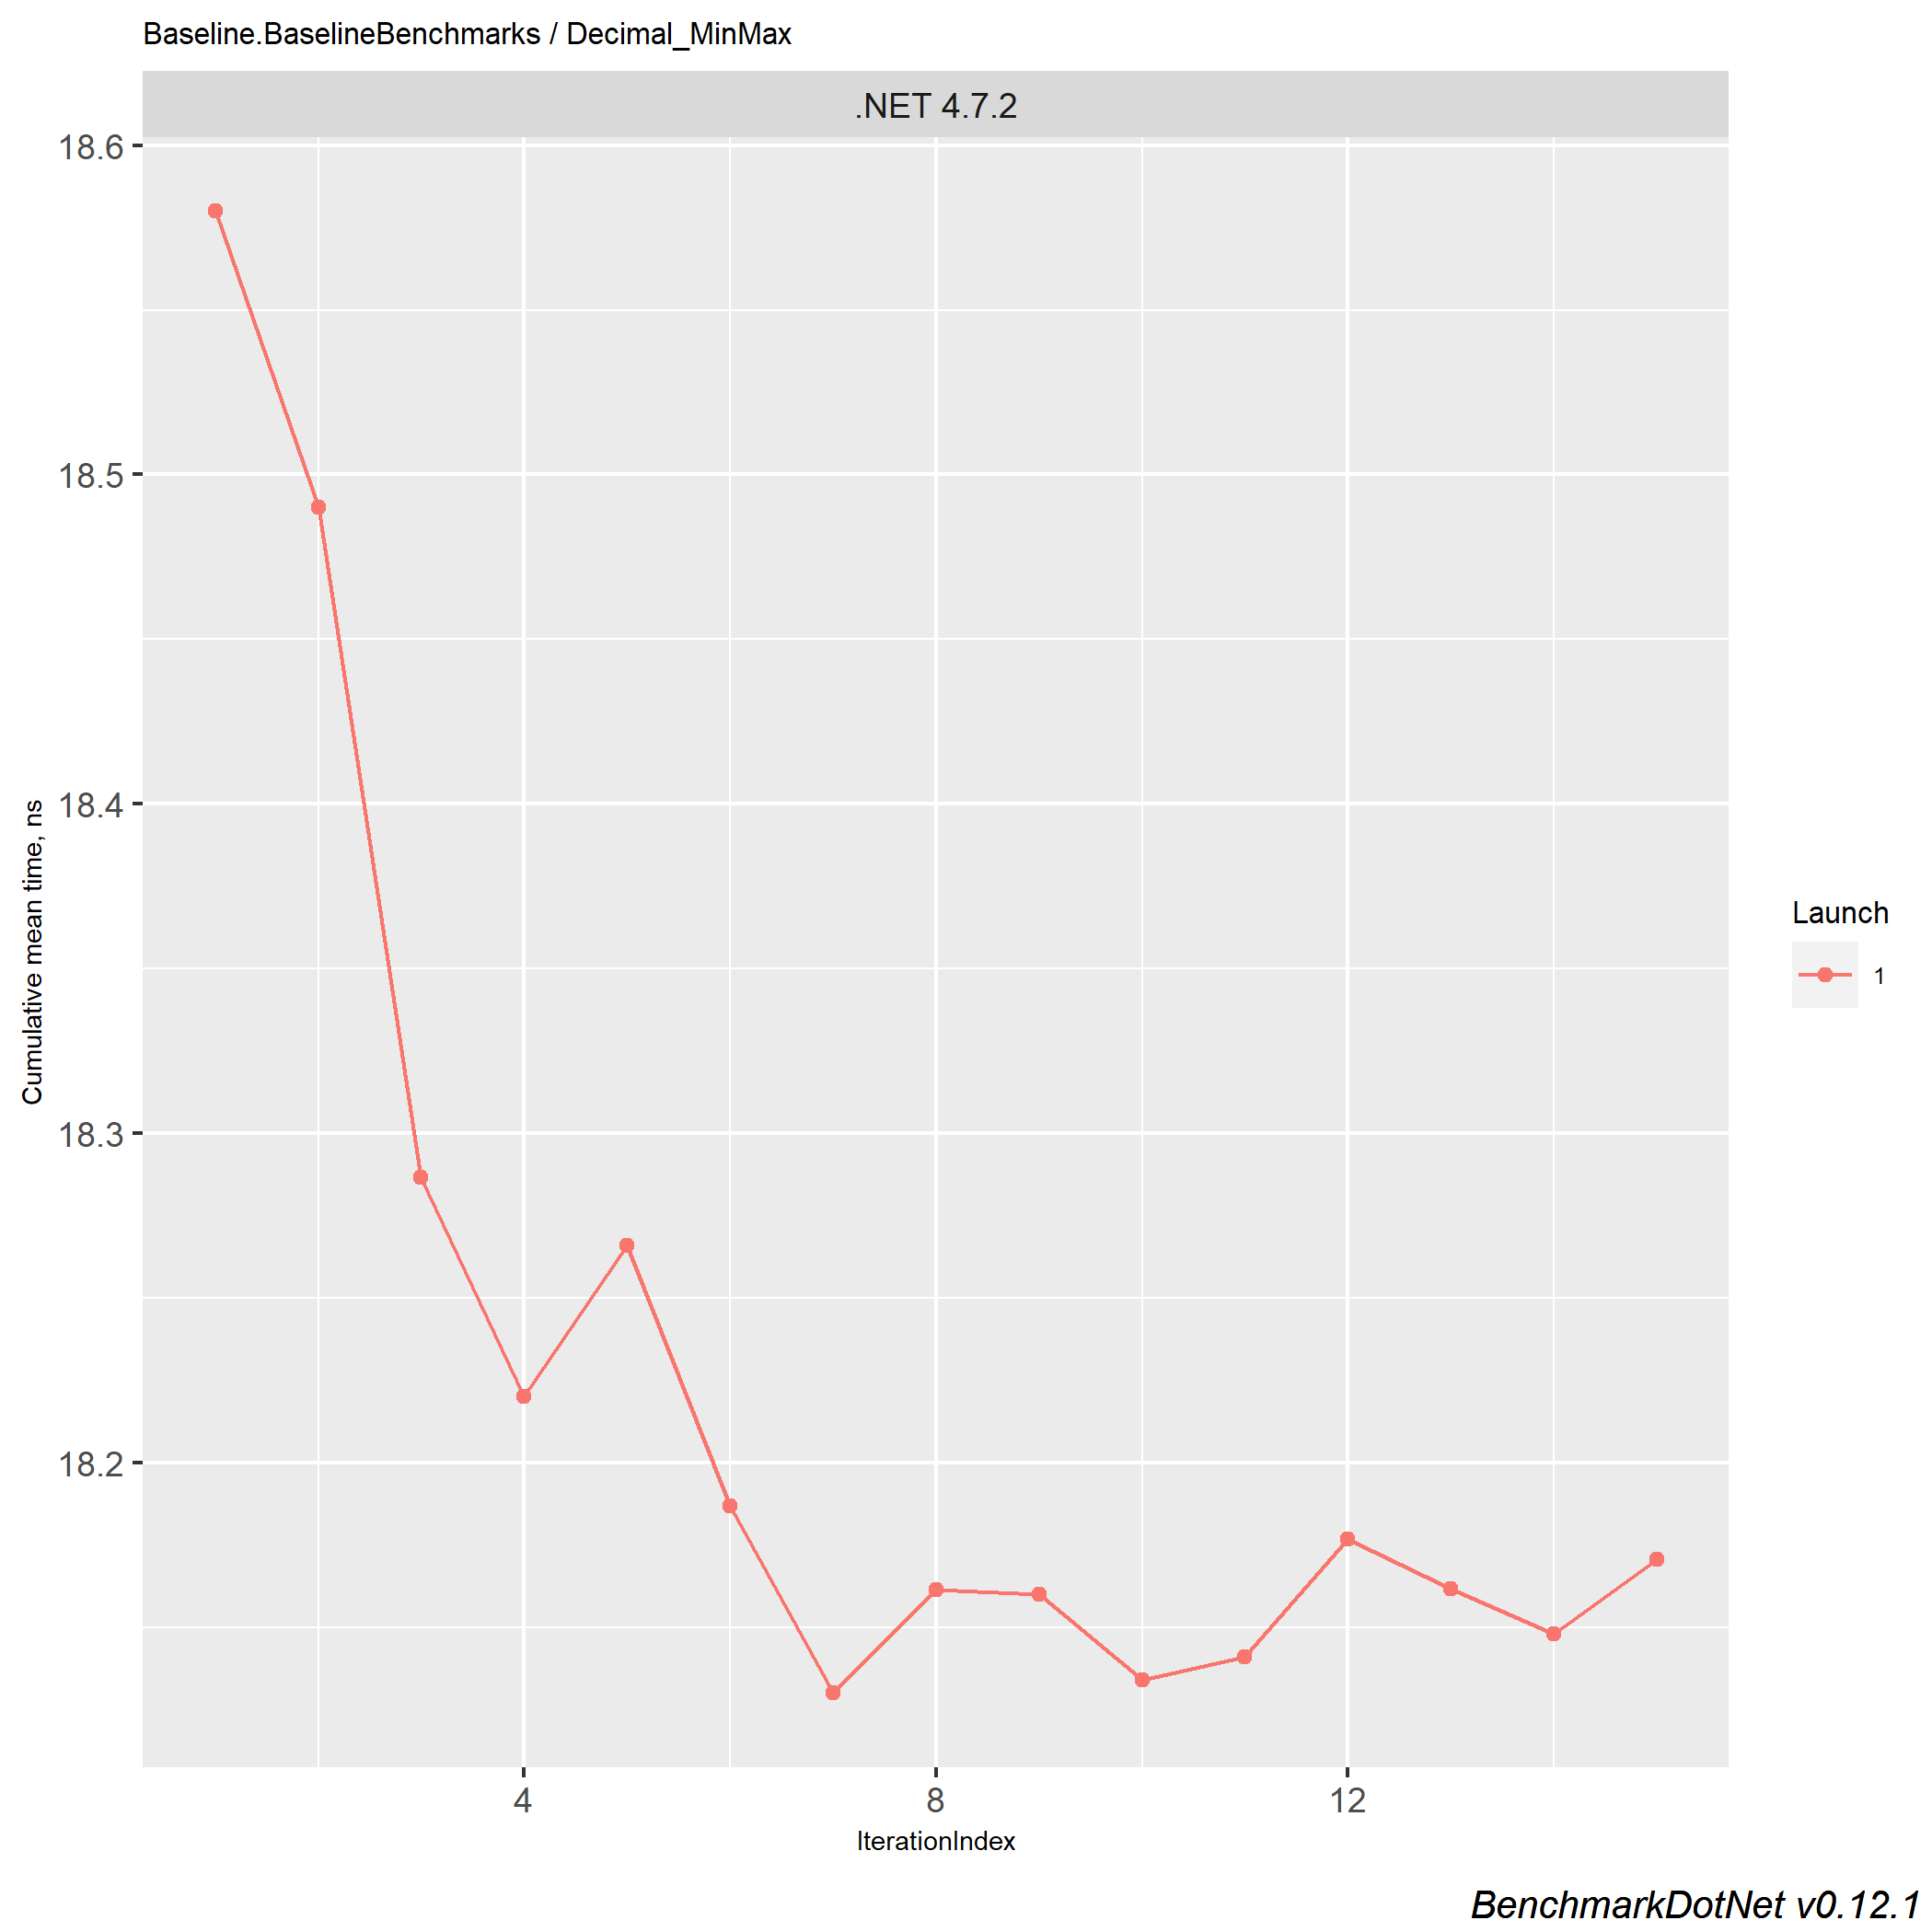 Baseline.BaselineBenchmarks / Decimal_MinMax
.NET 4.7.2
18.6
18.5
18.4
18.3
18.2
Cumulative mean time, ns
4
8
12
IterationIndex
Launch
1
BenchmarkDotNet v0.12.1